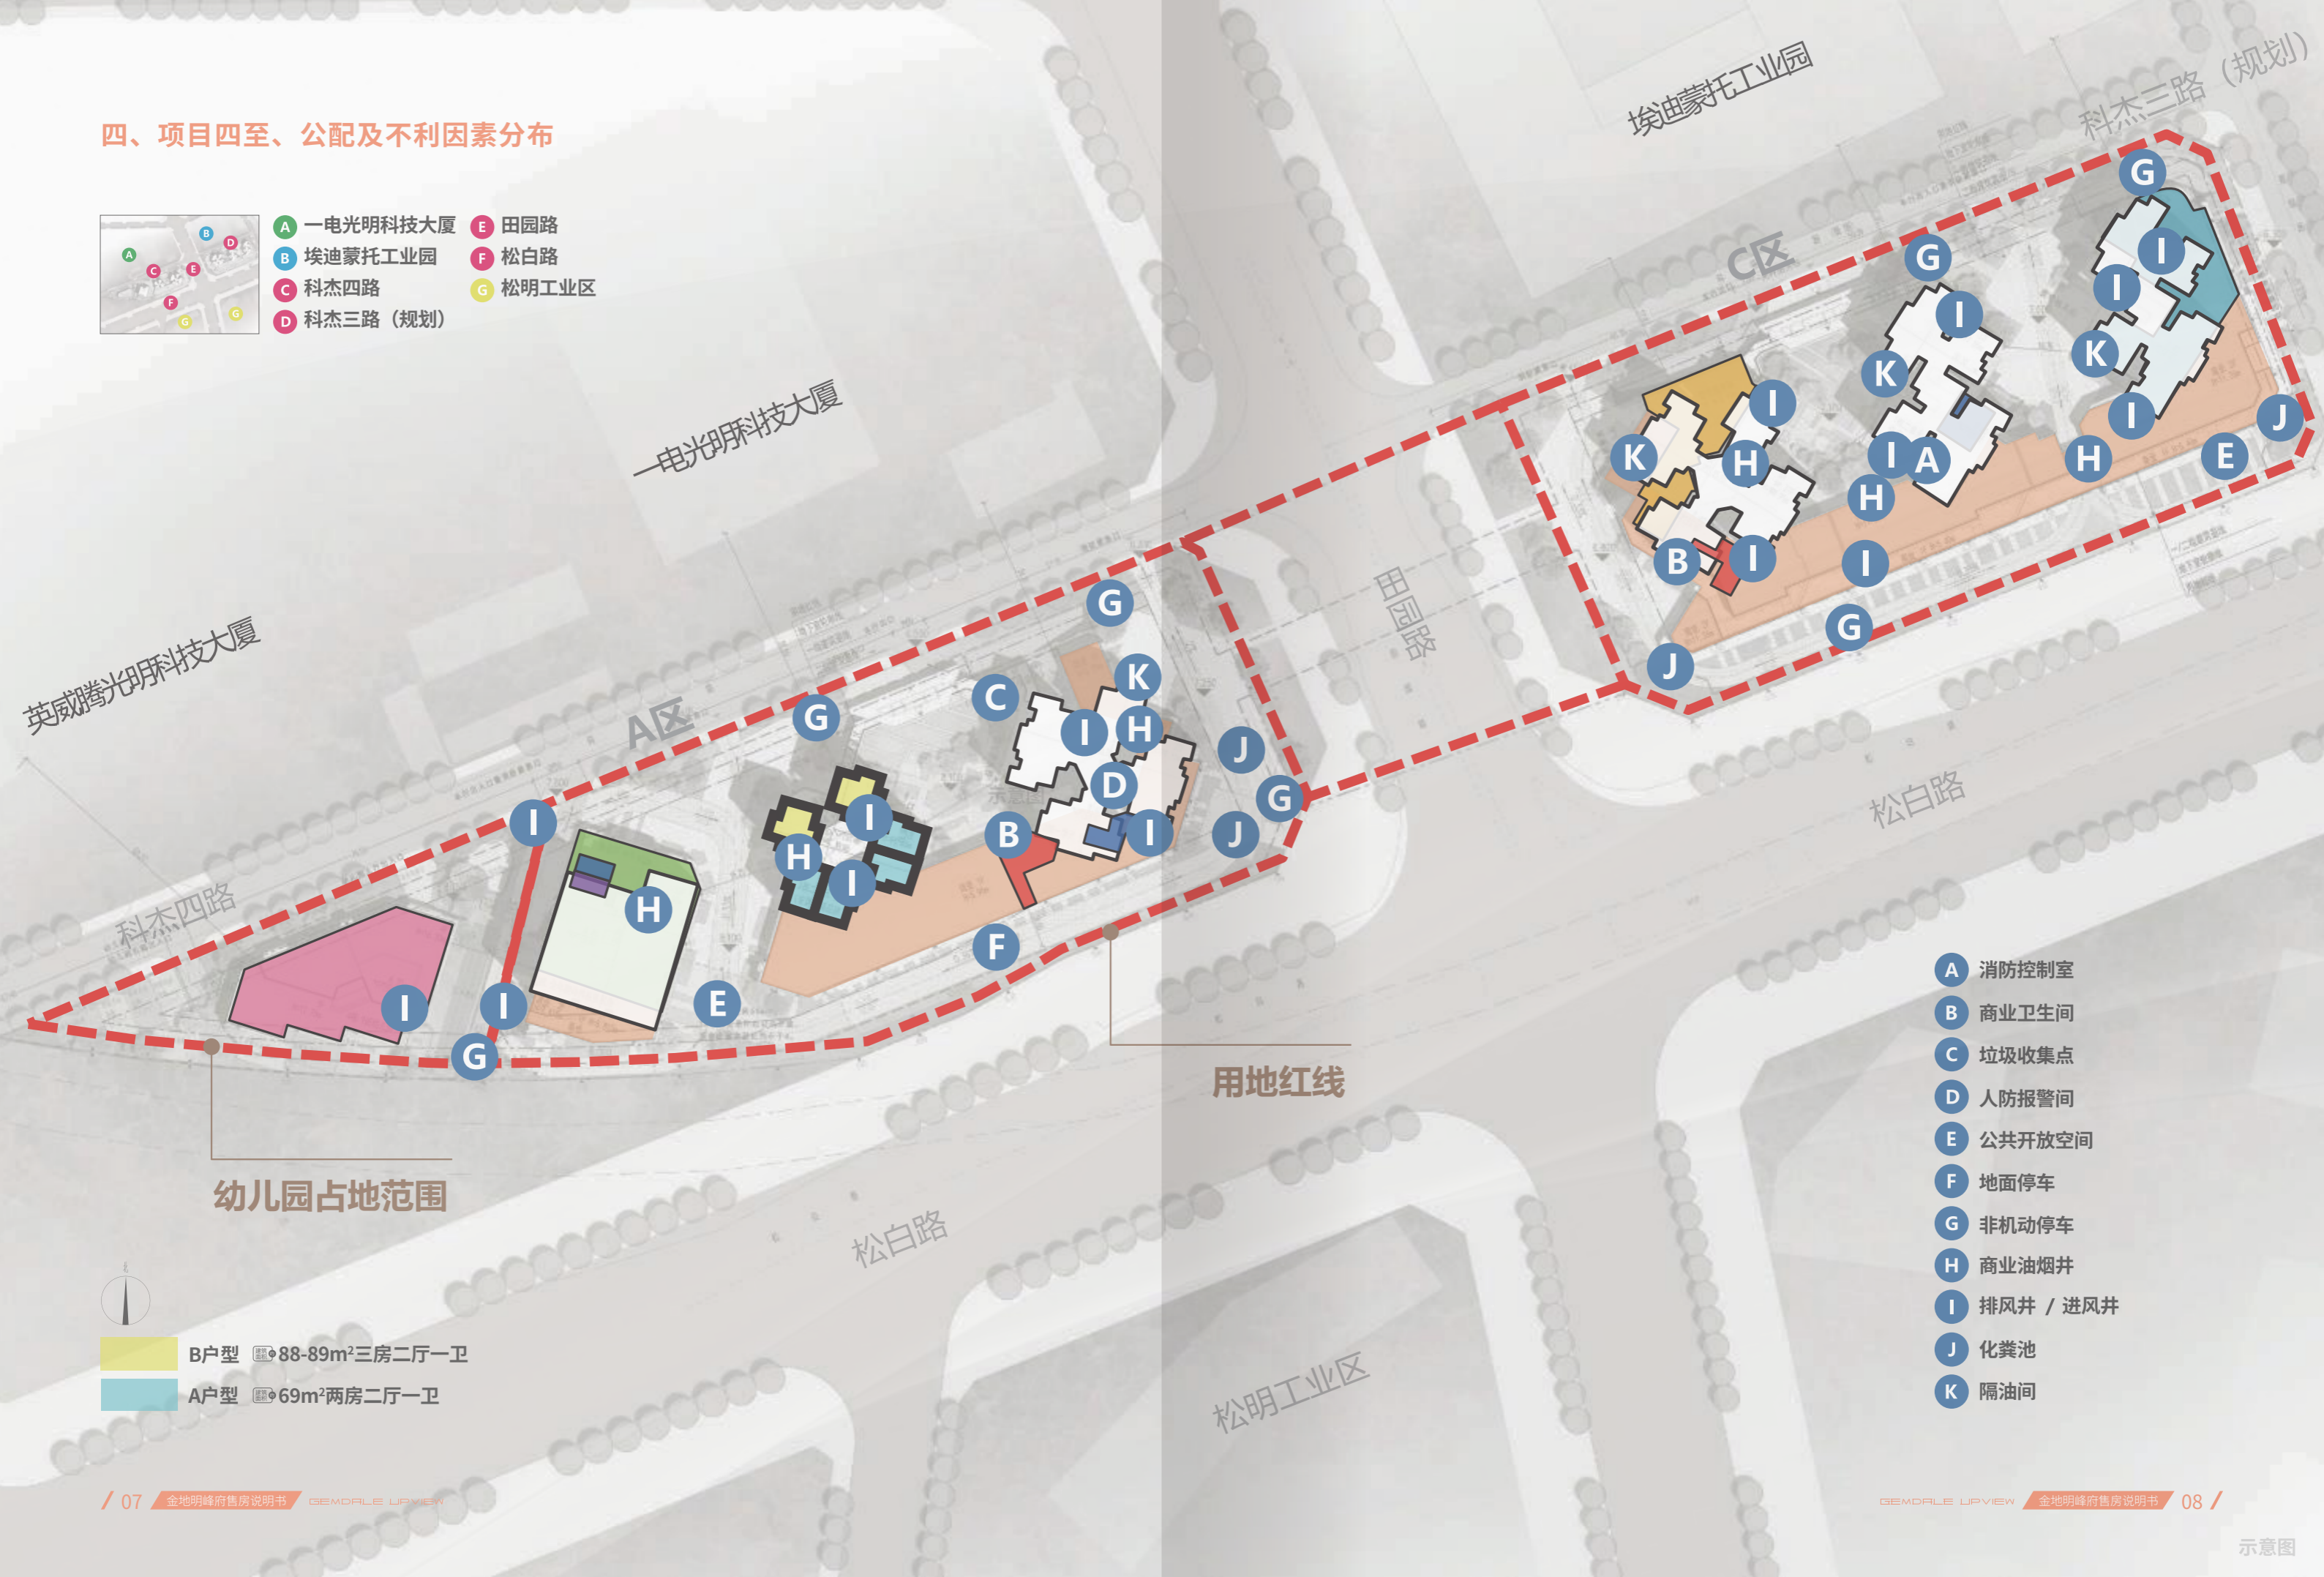 四、项目四至、公配及不利因素分布
A 一电光明科技大厦
B 埃迪蒙托工业园
C 科杰四路
D 科杰三路（规划）
E 田园路
F 松白路
G 松明工业区
A
B
C
D
E
F
G
G
埃迪蒙托工业园
科杰三路（规划）
C区
一电光明科技大厦
英威腾光明科技大厦
A区
田园路
科杰四路
松白路
G
I
I
K
I
G
I
K
I
A
H
H
J
E
I
K
H
B
I
I
G
J
G
K
C
I
H
G
J
D
G
I
B
I
J
H
I
H
I
F
E
I
I
G
示意图
用地红线
幼儿园占地范围
松白路
松明工业区
A 消防控制室
B 商业卫生间
C 垃圾收集点
D 人防报警间
E 公共开放空间
F 地面停车
G 非机动停车
H 商业油烟井
I 排风井 / 进风井
J 化粪池
K 隔油间
B户型 建筑面积 88-89m²三房二厅一卫
A户型 建筑面积 69m²两房二厅一卫
07 金地明峰府售房说明书 GEMDALE UPVIEW
GEMDALE UPVIEW 金地明峰府售房说明书 08
示意图